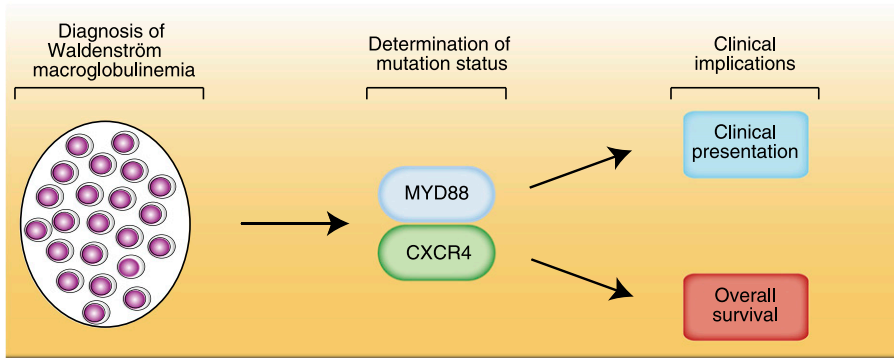 Diagnosis of
Waldenström
macroglobulinemia
Determination of
mutation status
Clinical
implications
MYD88
CXCR4
Clinical
presentation
Overall
survival